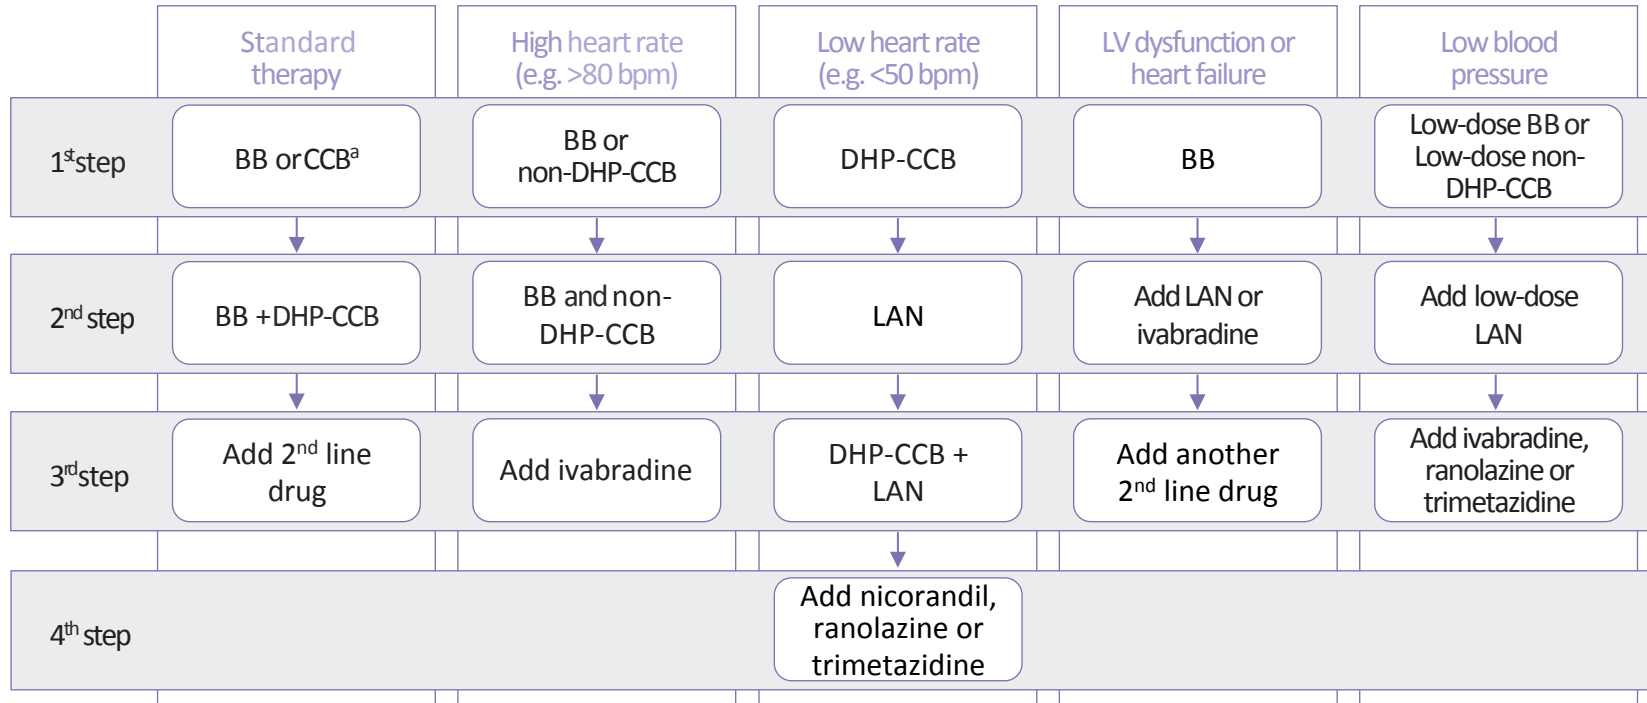 Standard
therapy
High heart rate
(e.g. >80 bpm)
Low heart rate
(e.g. <50 bpm)
LV dysfunction or
heart failure
Low blood
pressure
1st step
BB or CCBa
BB or
non-DHP-CCB
DHP-CCB
BB
Low-dose BB or
Low-dose non-
DHP-CCB
2nd step
BB + DHP-CCB
BB and non-
DHP-CCB
LAN
Add LAN or
ivabradine
Add low-dose
LAN
3rd step
Add 2nd line
drug
Add ivabradine
DHP-CCB +
LAN
Add another
2nd line drug
Add ivabradine,
ranolazine or
trimetazidine
4th step
Add nicorandil,
ranolazine or
trimetazidine